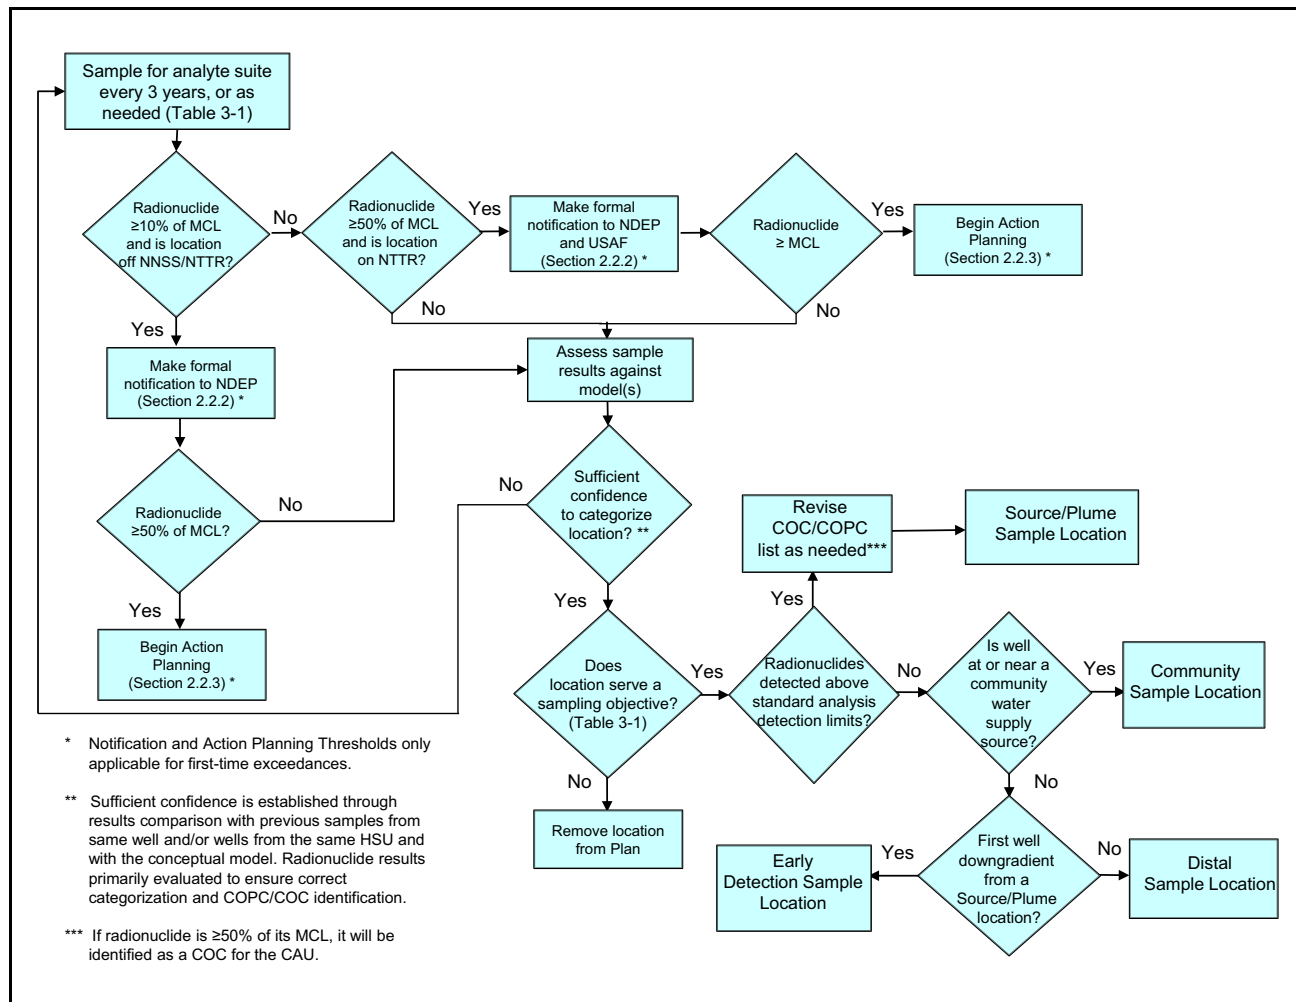 Sample for analyte suite
every 3 years, or as
needed (Table 3-1)
Radionuclide
≥10% of MCL
and is location
off NNSS/NTTR?
No
Radionuclide
≥50% of MCL
and is location
on NTTR?
Yes
Make formal
notification to NDEP
and USAF
(Section 2.2.2) *
Radionuclide
≥ MCL
Yes
Begin Action
Planning
(Section 2.2.3) *
Yes
No
No
Make formal
notification to NDEP
(Section 2.2.2) *
Assess sample
results against
model(s)
Radionuclide
≥50% of MCL?
No
No
Sufficient
confidence
to categorize
location? **
Revise
COC/COPC
list as needed***
Source/Plume
Sample Location
Yes
Yes
Yes
Begin Action
Planning
(Section 2.2.3) *
Does
location serve a
sampling objective?
(Table 3-1)
Yes
Radionuclides
detected above
standard analysis
detection limits?
No
Is well
at or near a
community
water
supply
source?
Yes
Community
Sample Location
No
No
Remove location
from Plan
First well
downgradient
from a
Source/Plume
location?
Yes
Early
Detection Sample
Location
No
Distal
Sample Location
* Notification and Action Planning Thresholds only
applicable for first-time exceedances.
** Sufficient confidence is established through
results comparison with previous samples from
same well and/or wells from the same HSU and
with the conceptual model. Radionuclide results
primarily evaluated to ensure correct
categorization and COPC/COC identification.
*** If radionuclide is ≥50% of its MCL, it will be
identified as a COC for the CAU.